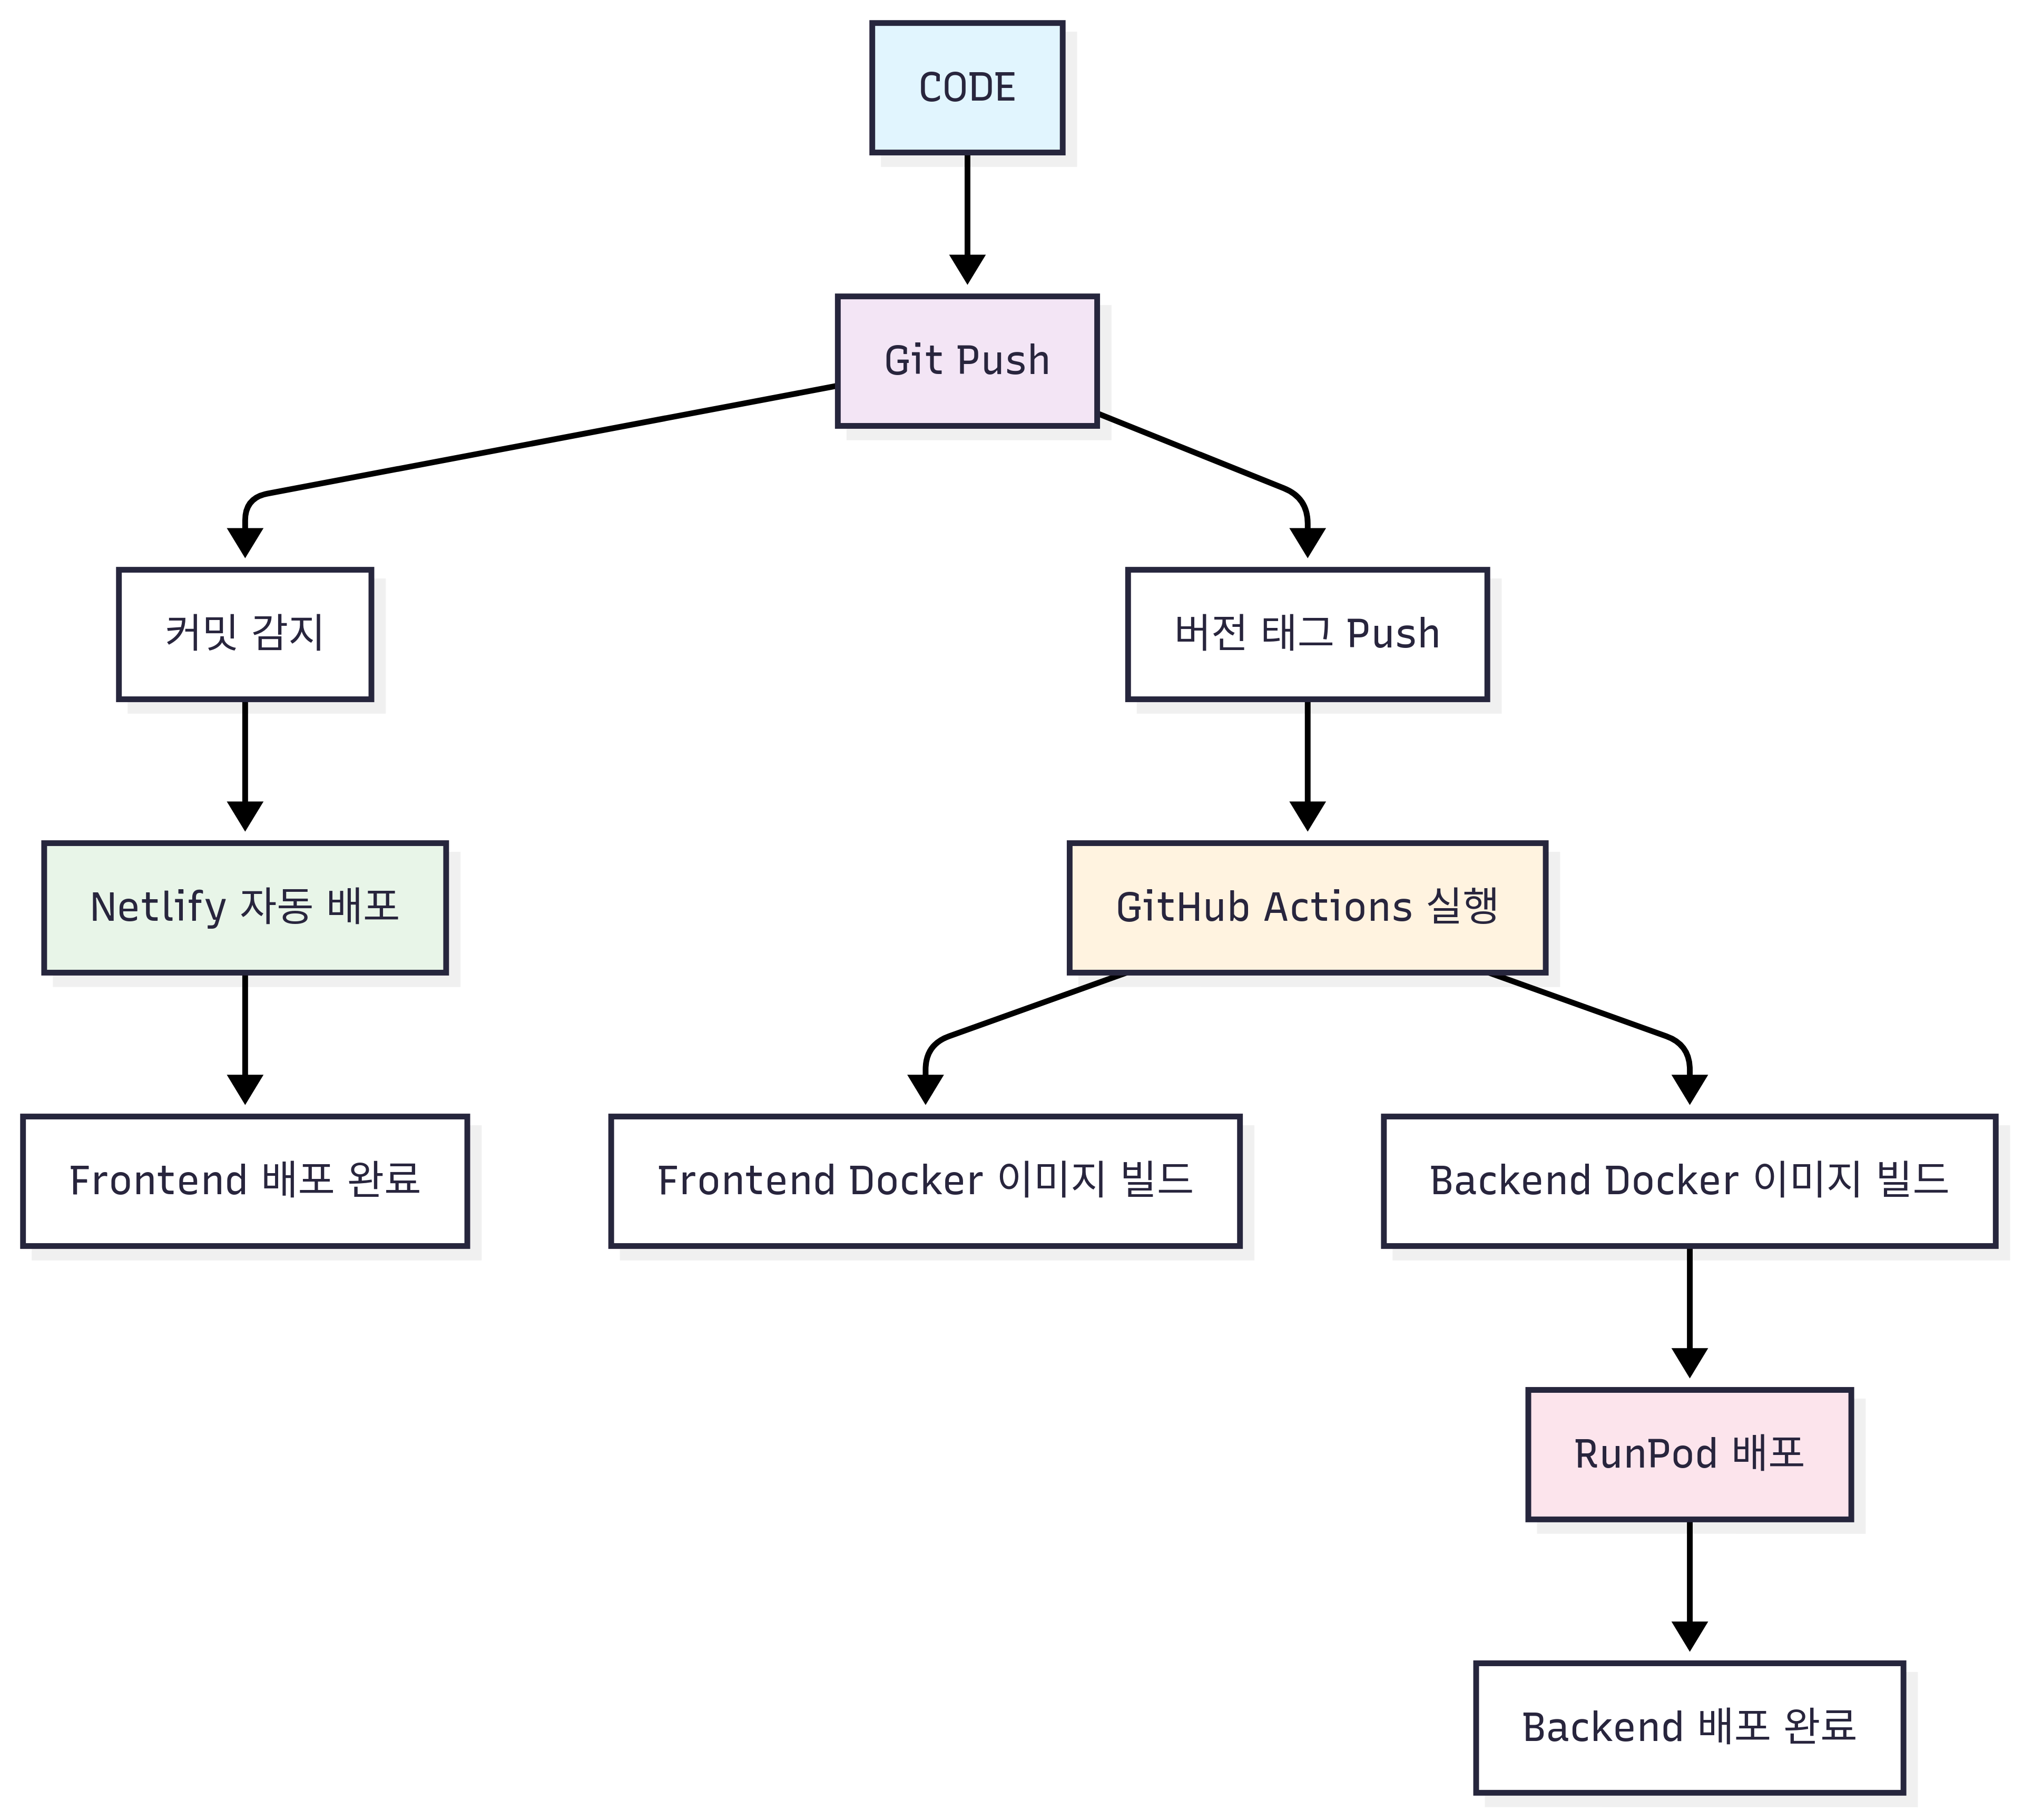 CODE
Git Push
커밋 감지
버전 태그 Push
Netlify 자동 배포
GitHub Actions 실행
Frontend 배포 완료
Frontend Docker 이미지 빌드
Backend Docker 이미지 빌드
RunPod 배포
Backend 배포 완료